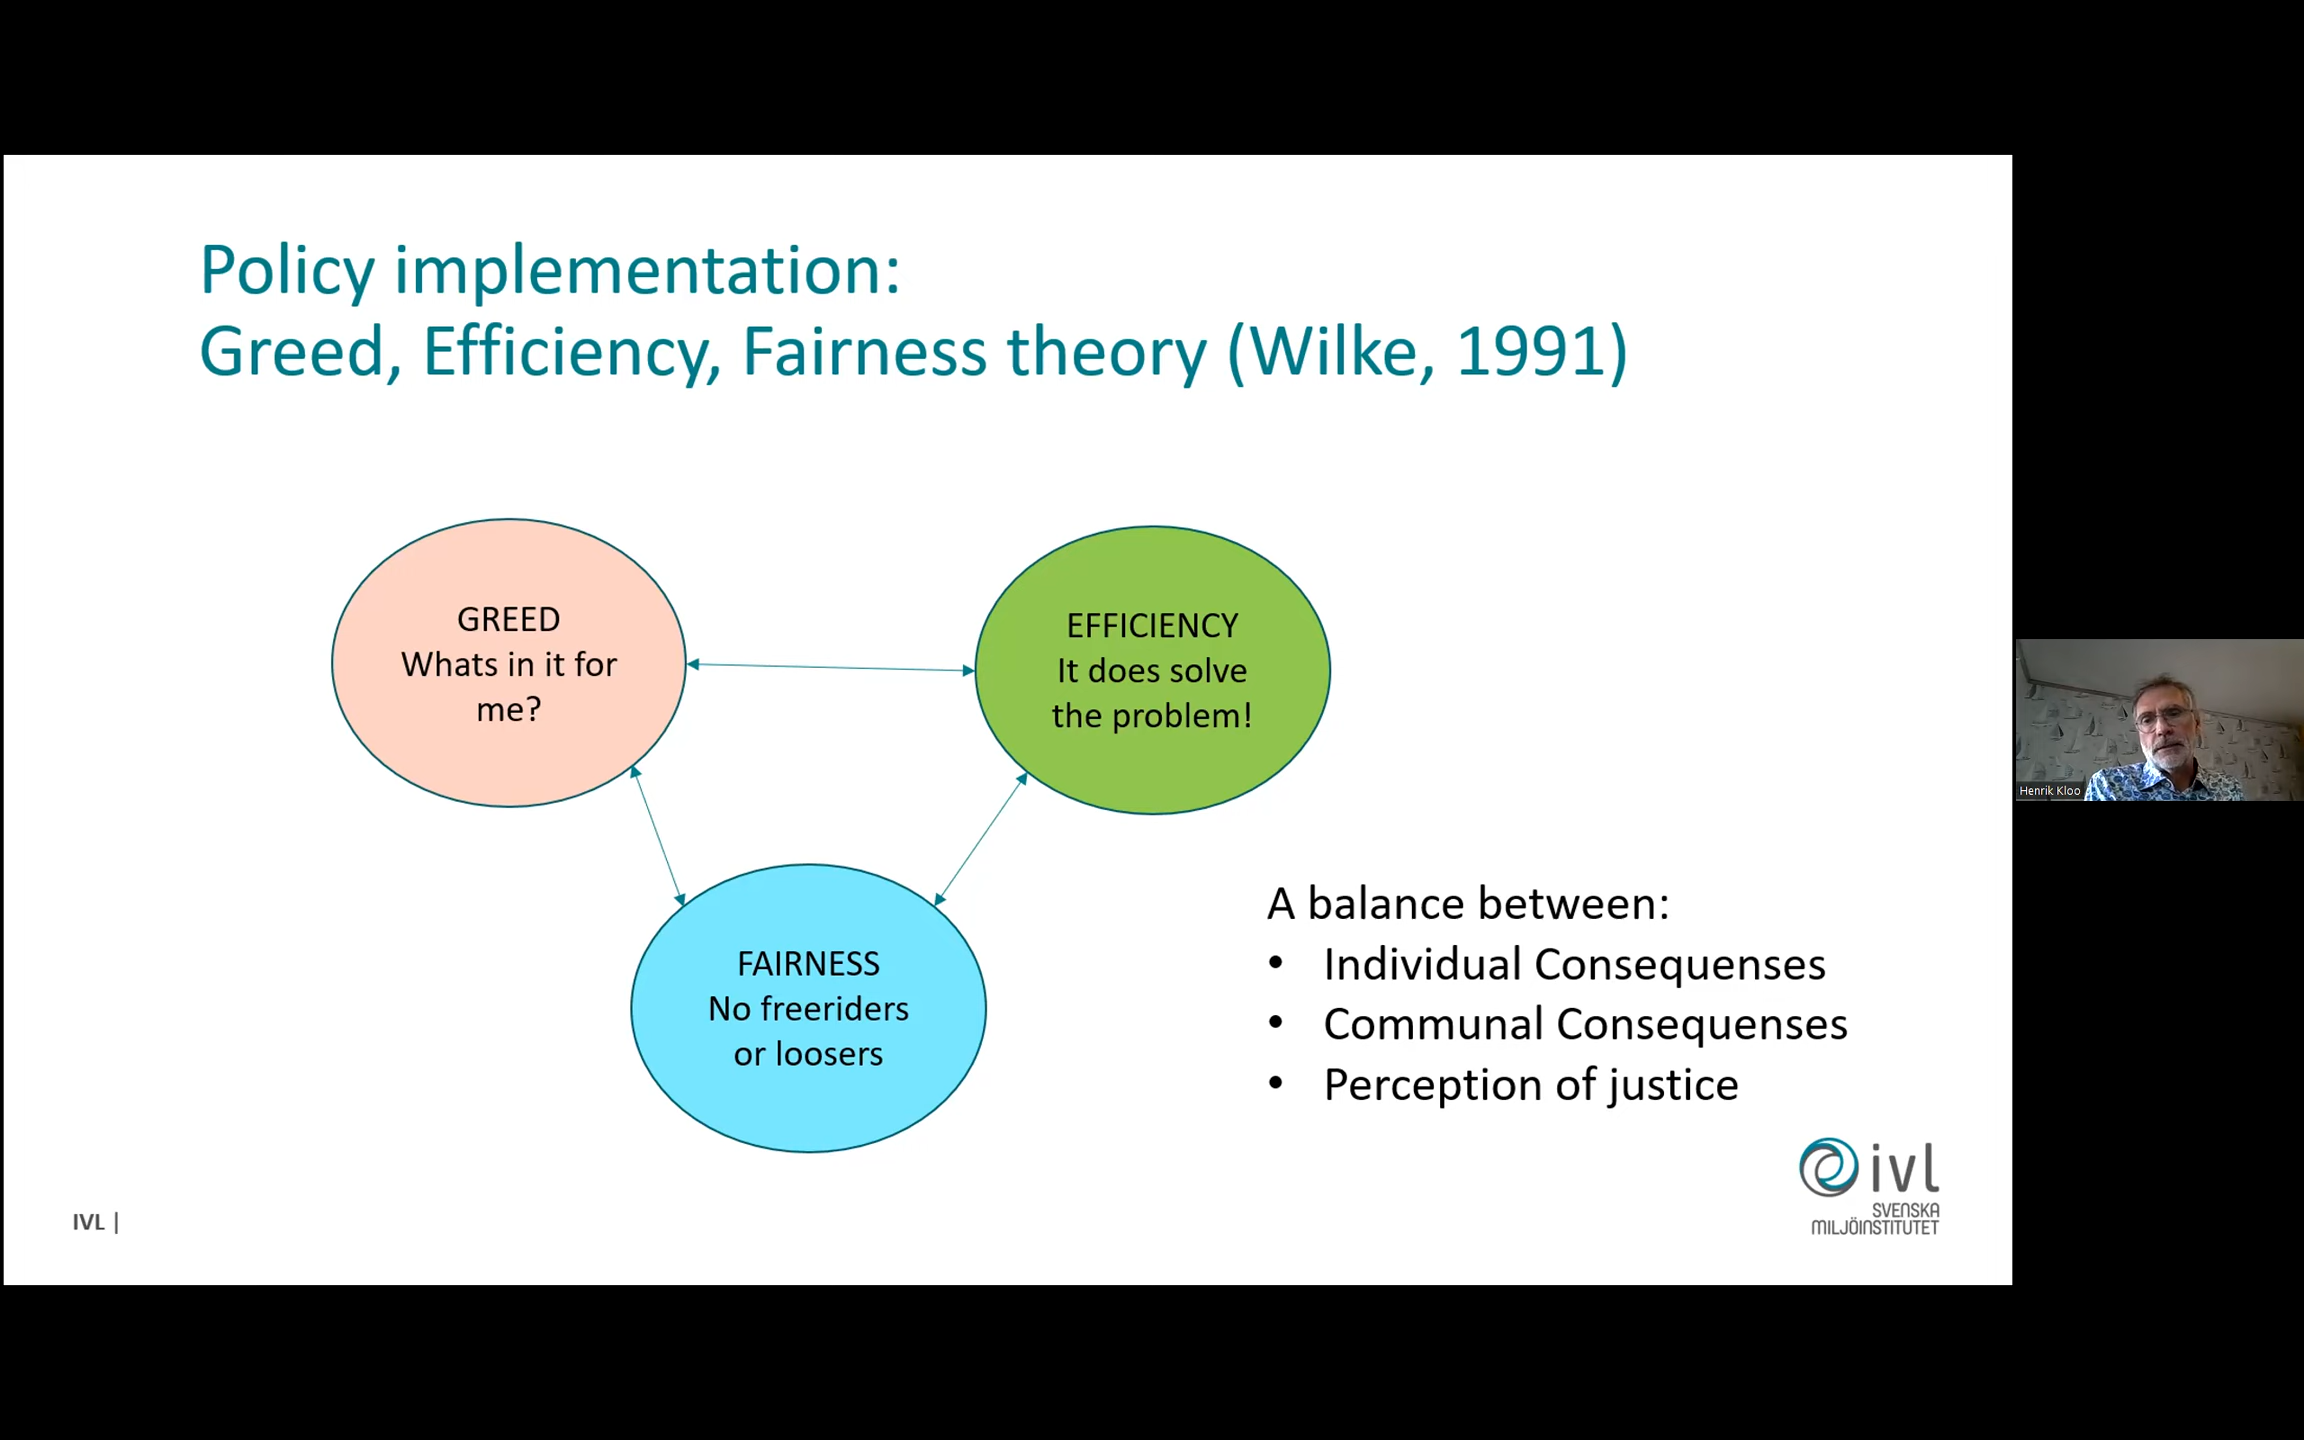 Policy implementation:
Greed, Efficiency, Fairness theory (Wilke, 1991)
GREED
Whats in it for
me?
EFFICIENCY
It does solve
the problem!
FAIRNESS
No freeriders
or loosers
A balance between:
• Individual Consequenses
• Communal Consequenses
• Perception of justice
IVL |
ivl
SVENSKA
MILJÖINSTITUTET
Henrik Kloo